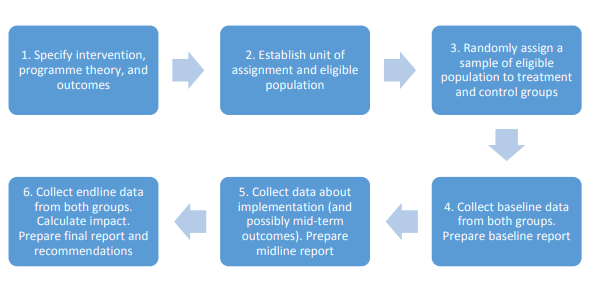 1. Specify intervention,
programme theory, and
outcomes
2. Establish unit of
assignment and eligible
population
3. Randomly assign a
sample of eligible
population to treatment
and control groups
4. Collect baseline data
from both groups.
Prepare baseline report
5. Collect data about
implementation (and
possibly mid-term
outcomes). Prepare
midline report
6. Collect endline data
from both groups.
Calculate impact.
Prepare final report and
recommendations